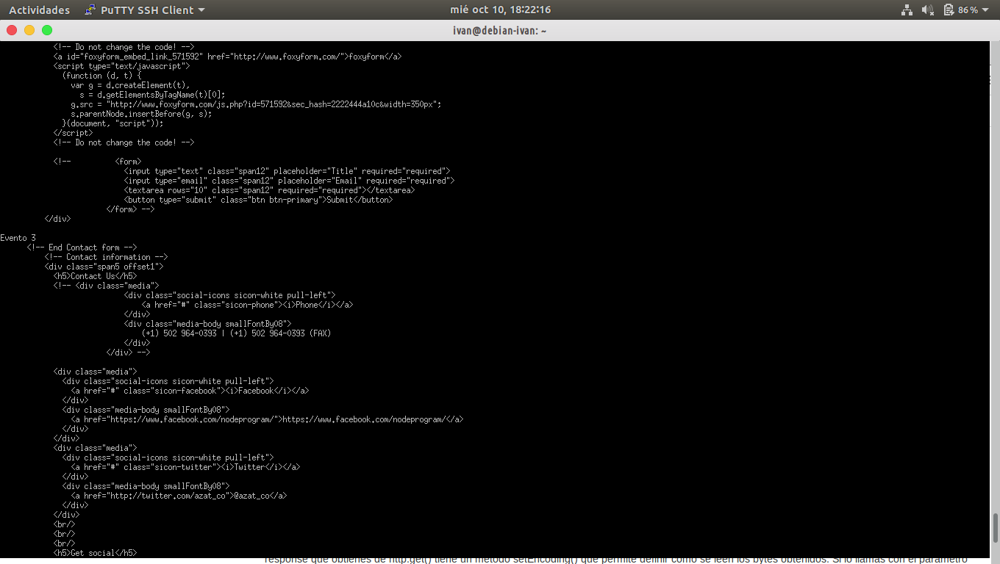 Actividades PuTTY SSH Client mié oct 10, 18:22:16 86 %
ivan@debian-ivan: ~
<!-- Do not change the code! -->
<a id="foxyform_embed_link_571592" href="http://www.foxyform.com/">foxyform</a>
<script type="text/javascript">
(function (d, t) {
var g = d.createElement(t),
s = d.getElementsByTagName(t)[0];
g.src = "http://www.foxyform.com/js.php?id=571592&sec_hash=2222444a10c&width=350px";
s.parentNode.insertBefore(g, s);
}(document, "script"));
</script>
<!-- Do not change the code! -->
<!-- <form>
<input type="text" class="span12" placeholder="Title" required="required">
<input type="email" class="span12" placeholder="Email" required="required">
<textarea rows="10" class="span12" required="required"></textarea>
<button type="submit" class="btn btn-primary">Submit</button>
</form> -->
</div>
Evento 3
<!-- End Contact form -->
<!-- Contact information -->
<div class="span5 offset1">
<h5>Contact Us</h5>
<!-- <div class="media">
<div class="social-icons sicon-white pull-left">
<a href="#" class="sicon-phone"><i>Phone</i></a>
</div>
<div class="media-body smallFontBy08">
(+1) 502 964-0393 | (+1) 502 964-0393 (FAX)
</div>
</div> -->
<div class="media">
<div class="social-icons sicon-white pull-left">
<a href="#" class="sicon-facebook"><i>Facebook</i></a>
</div>
<div class="media-body smallFontBy08">
<a href="https://www.facebook.com/nodeprogram/">https://www.facebook.com/nodeprogram/</a>
</div>
</div>
<div class="media">
<div class="social-icons sicon-white pull-left">
<a href="#" class="sicon-twitter"><i>Twitter</i></a>
</div>
<div class="media-body smallFontBy08">
<a href="http://twitter.com/azat_co">@azat_co</a>
</div>
</div>
<br/>
<br/>
<br/>
<h5>Get social</h5>
response que obtienes de http.get() tiene un método setEncoding() que permite definir como se leen los bytes obtenidos. Si lo llamas con el parámetro